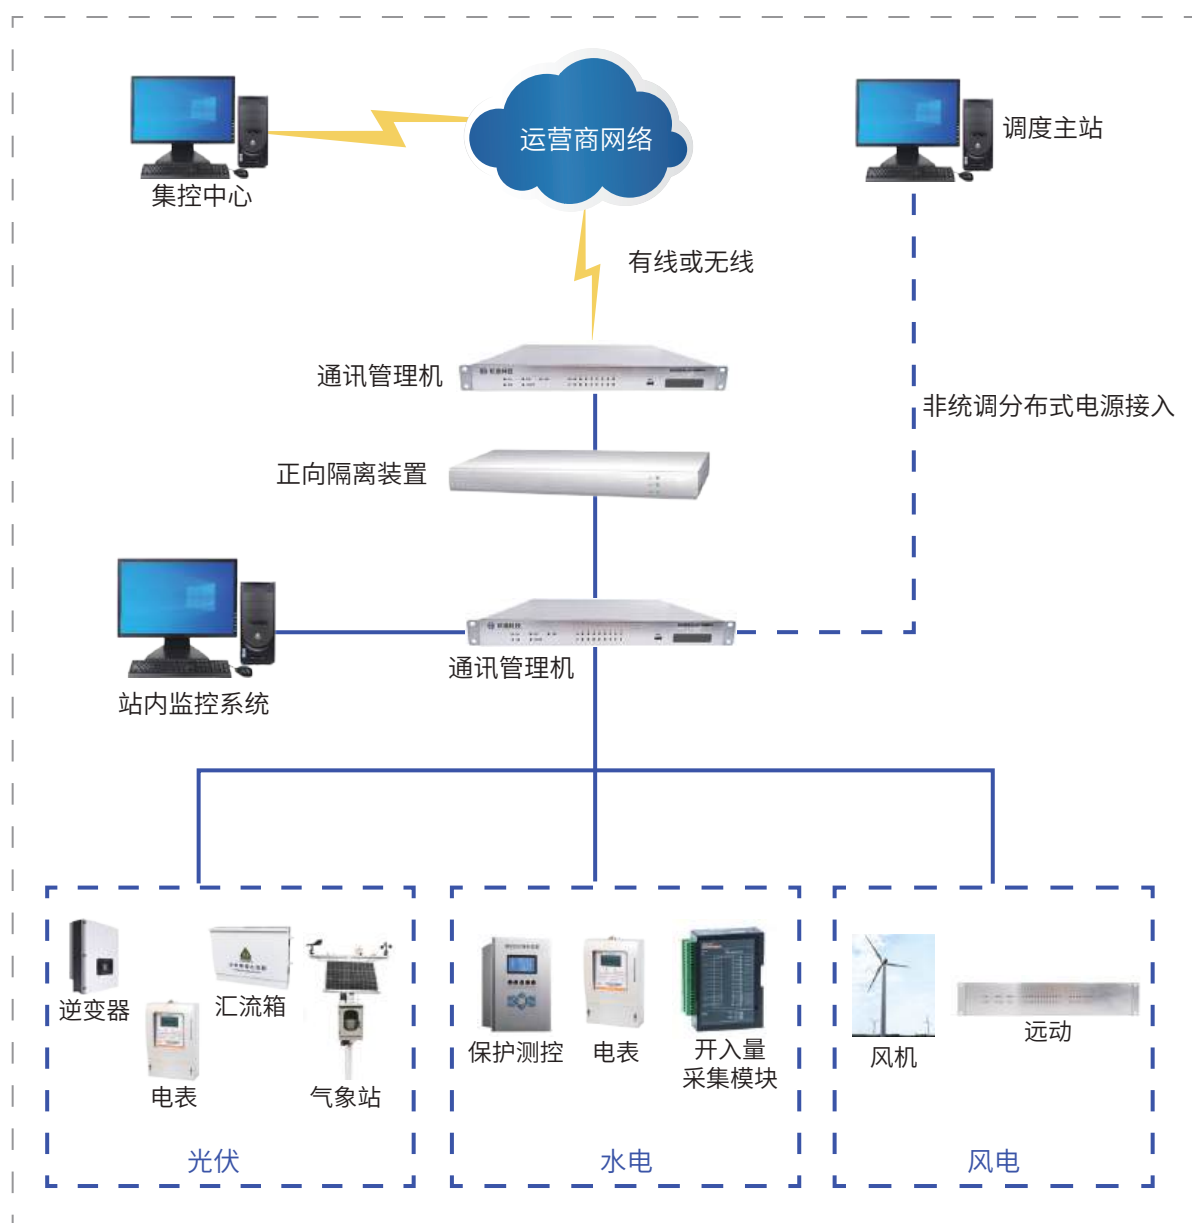 运营商网络
调度主站
集控中心
有线或无线
通讯管理机
非统调分布式电源接入
正向隔离装置
通讯管理机
站内监控系统
逆变器
汇流箱
电表
气象站
光伏
保护测控
电表
开入量
采集模块
水电
风机
远动
风电